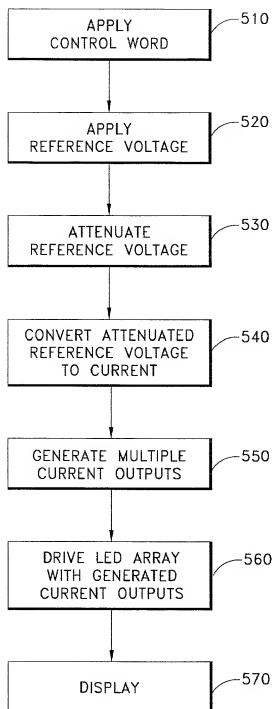 APPLY
CONTROL WORD
510
APPLY
REFERENCE VOLTAGE
520
ATTENUATE
REFERENCE VOLTAGE
530
CONVERT ATTENUATED
REFERENCE VOLTAGE
TO CURRENT
540
GENERATE MULTIPLE
CURRENT OUTPUTS
550
DRIVE LED ARRAY
WITH GENERATED
CURRENT OUTPUTS
560
DISPLAY
570